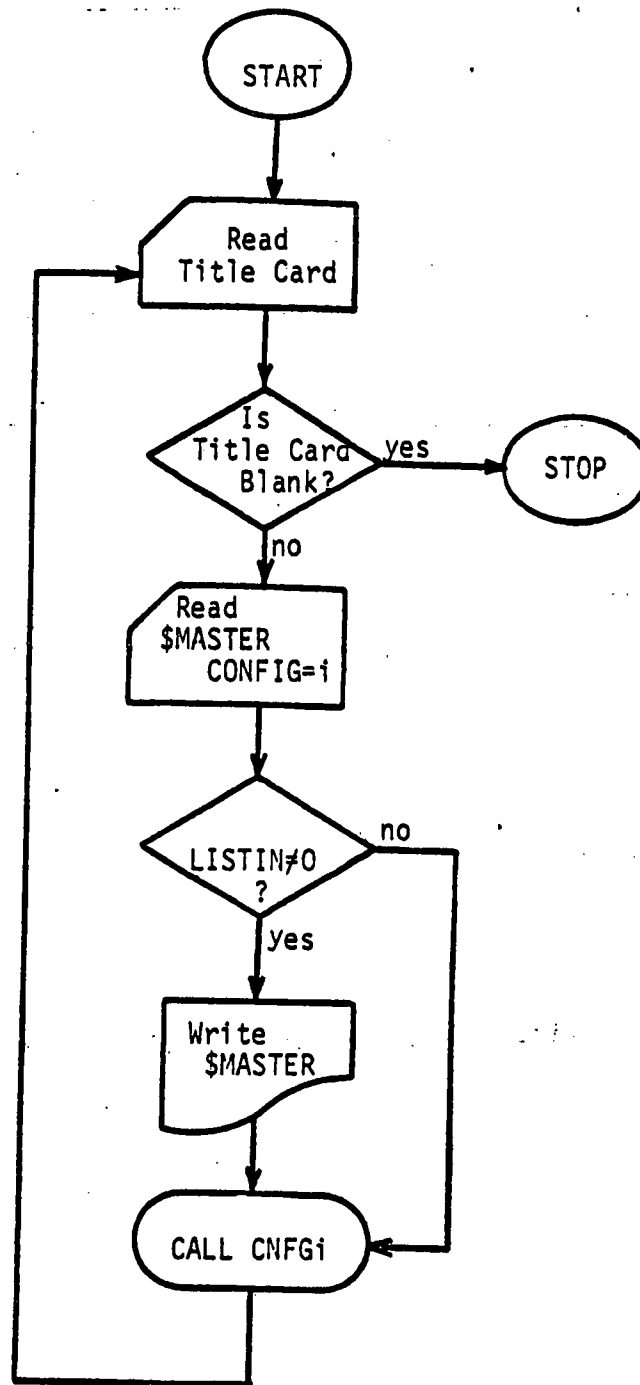 START
Read
Title Card
Is
Title Card
Blank?
yes
STOP
no
Read
$MASTER
CONFIG=i
no
LISTIN≠0
?
yes
Write
$MASTER
CALL CNFGi